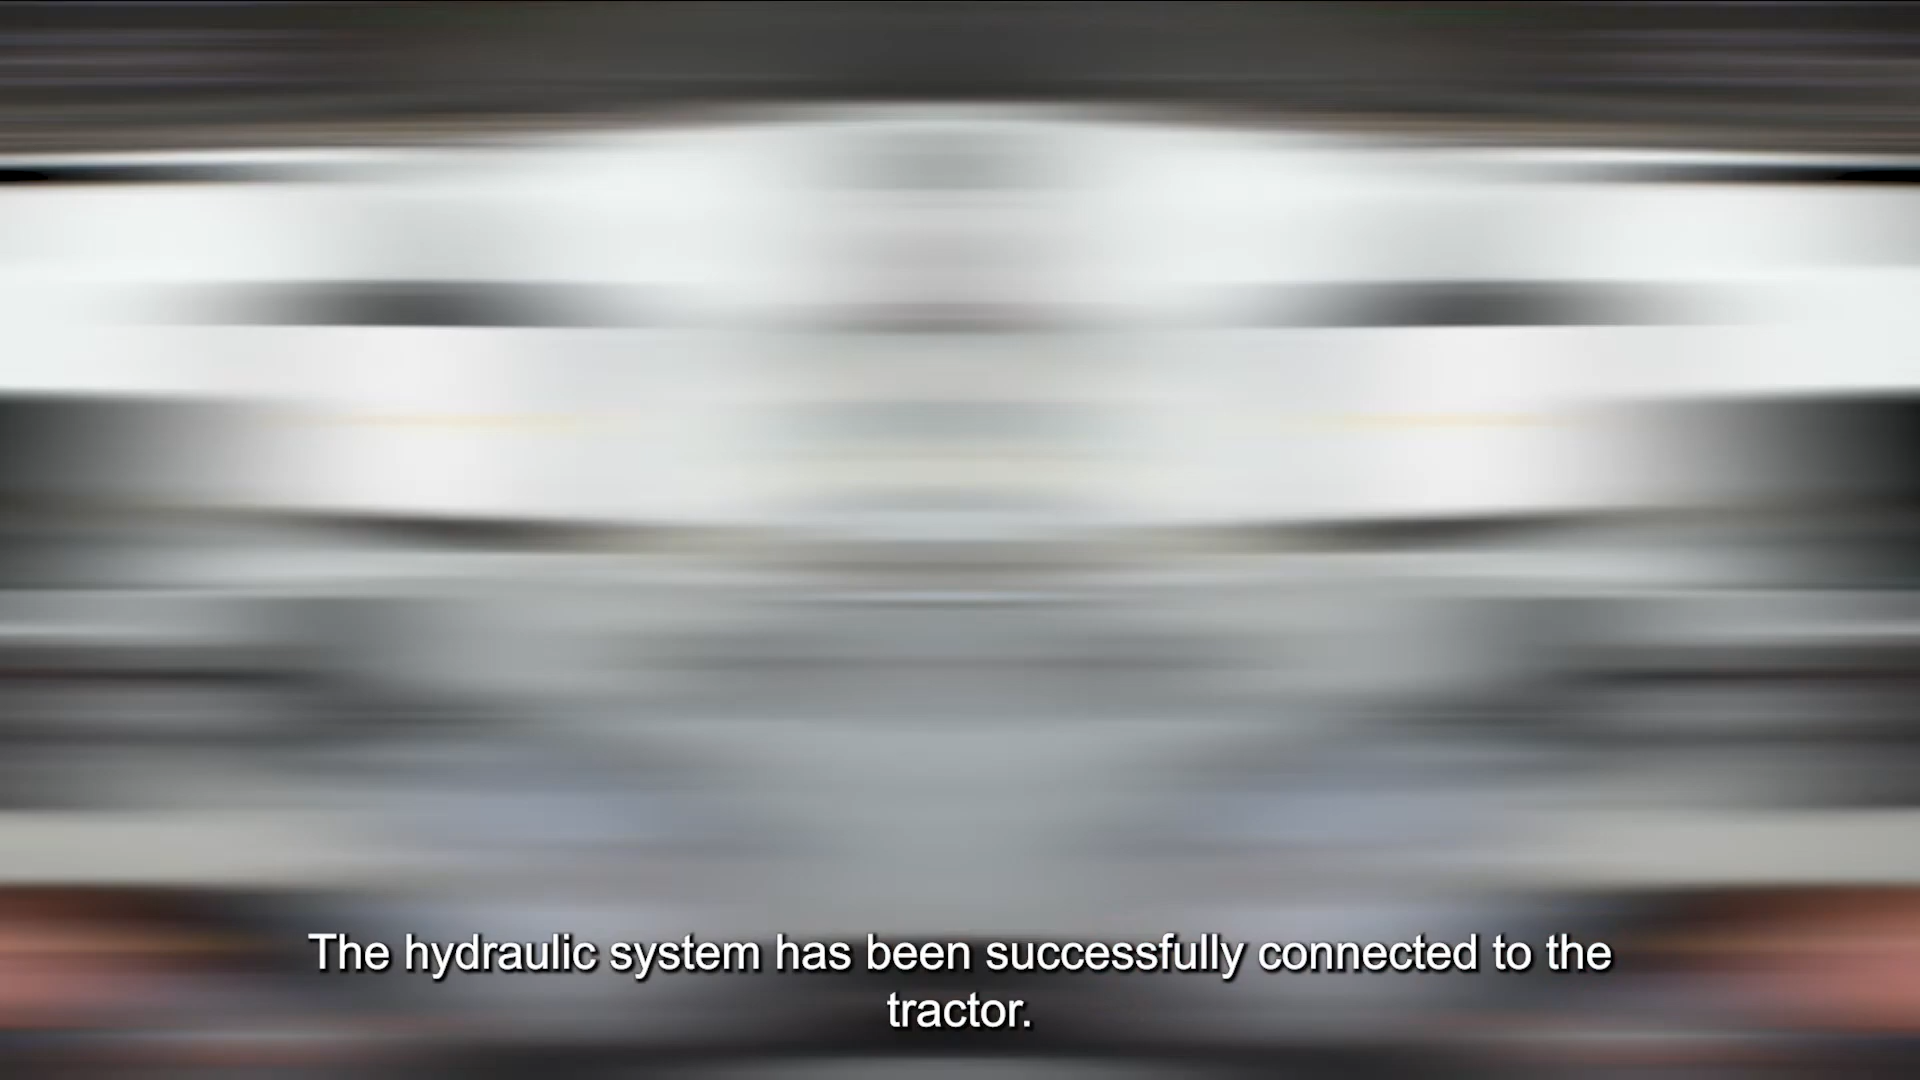 The hydraulic system has been successfully connected to the
tractor.